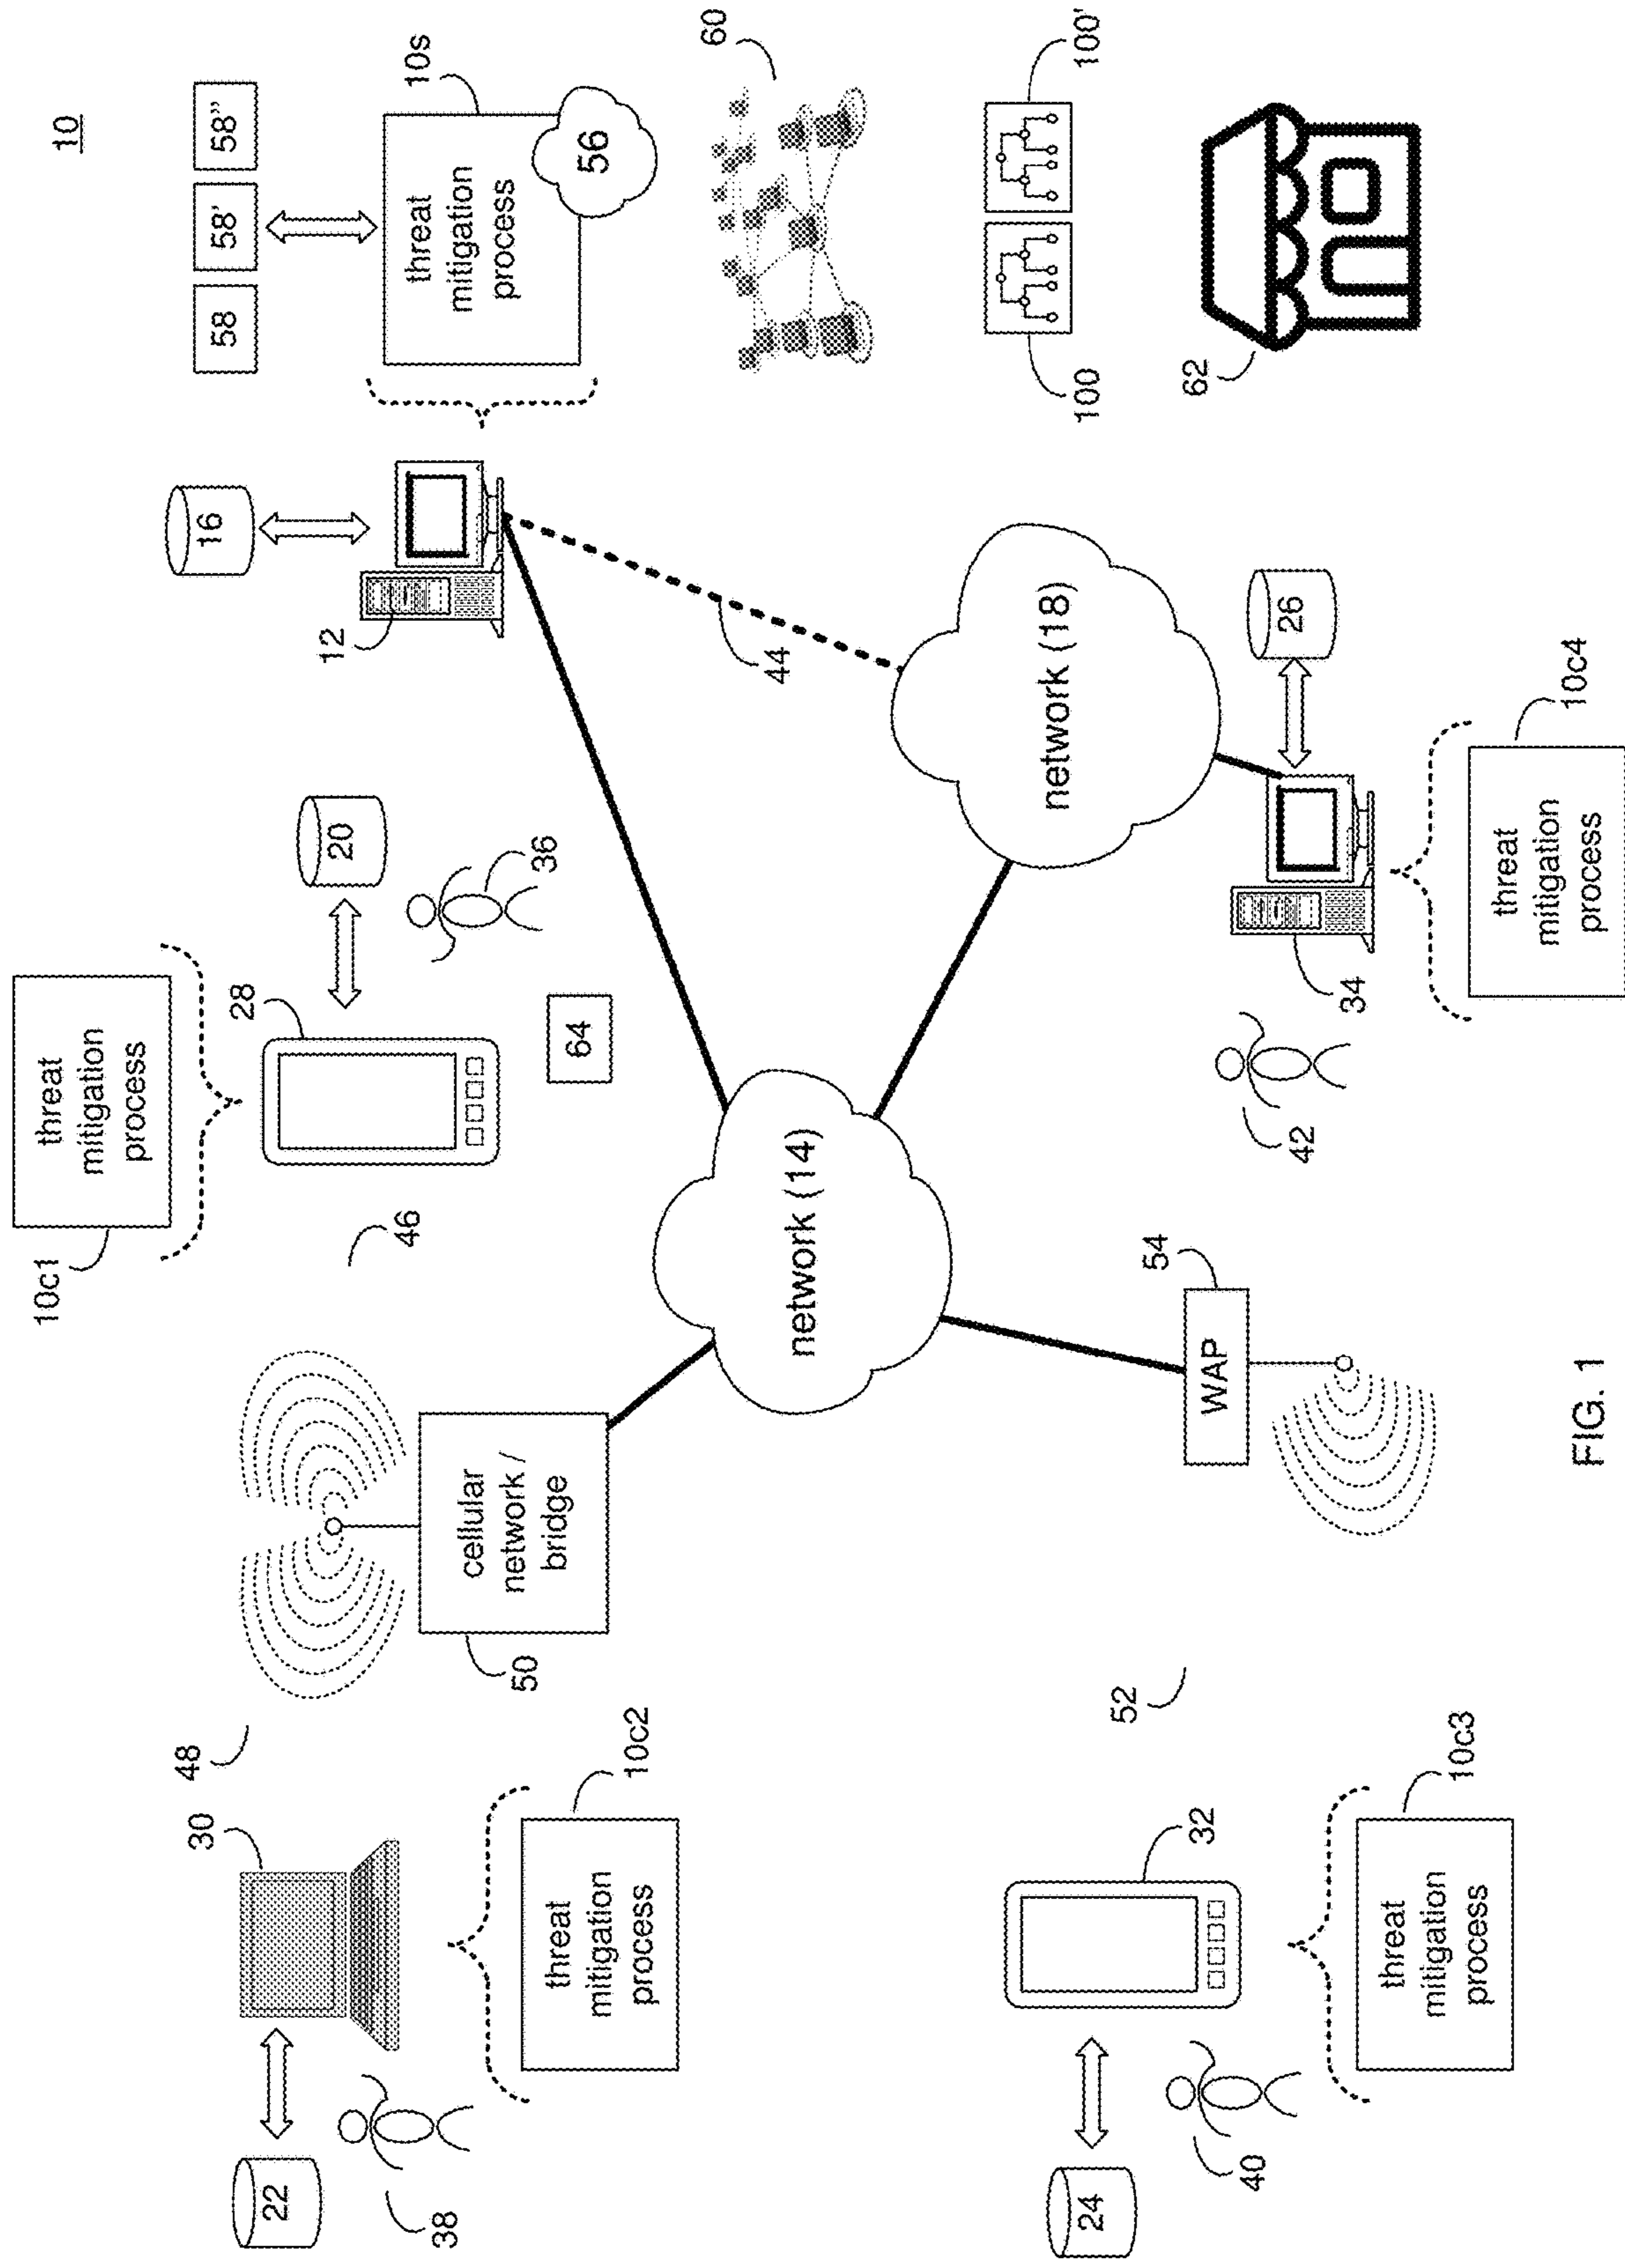 10
10c1
threat
mitigation
process
48
30
22
46
28
20
16
58
58'
58"
12
10s
threat
mitigation
process
56
38
36
50
cellular
network /
bridge
64
threat
mitigation
process
10c2
44
60
network (14)
network (18)
24
52
54
WAP
32
40
100
100'
62
42
34
26
threat
mitigation
process
10c3
threat
mitigation
process
10c4
FIG. 1